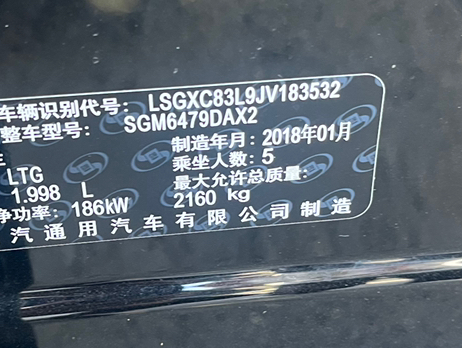 车辆识别代号: LSGXC83L9JV183532
整车型号: SGM6479DAX2
制造年月: 2018年01月
LTG 乘坐人数: 5
1.998 L 最大允许总质量:
净功率: 186kW 2160 kg
汽通用汽车有限公司制造